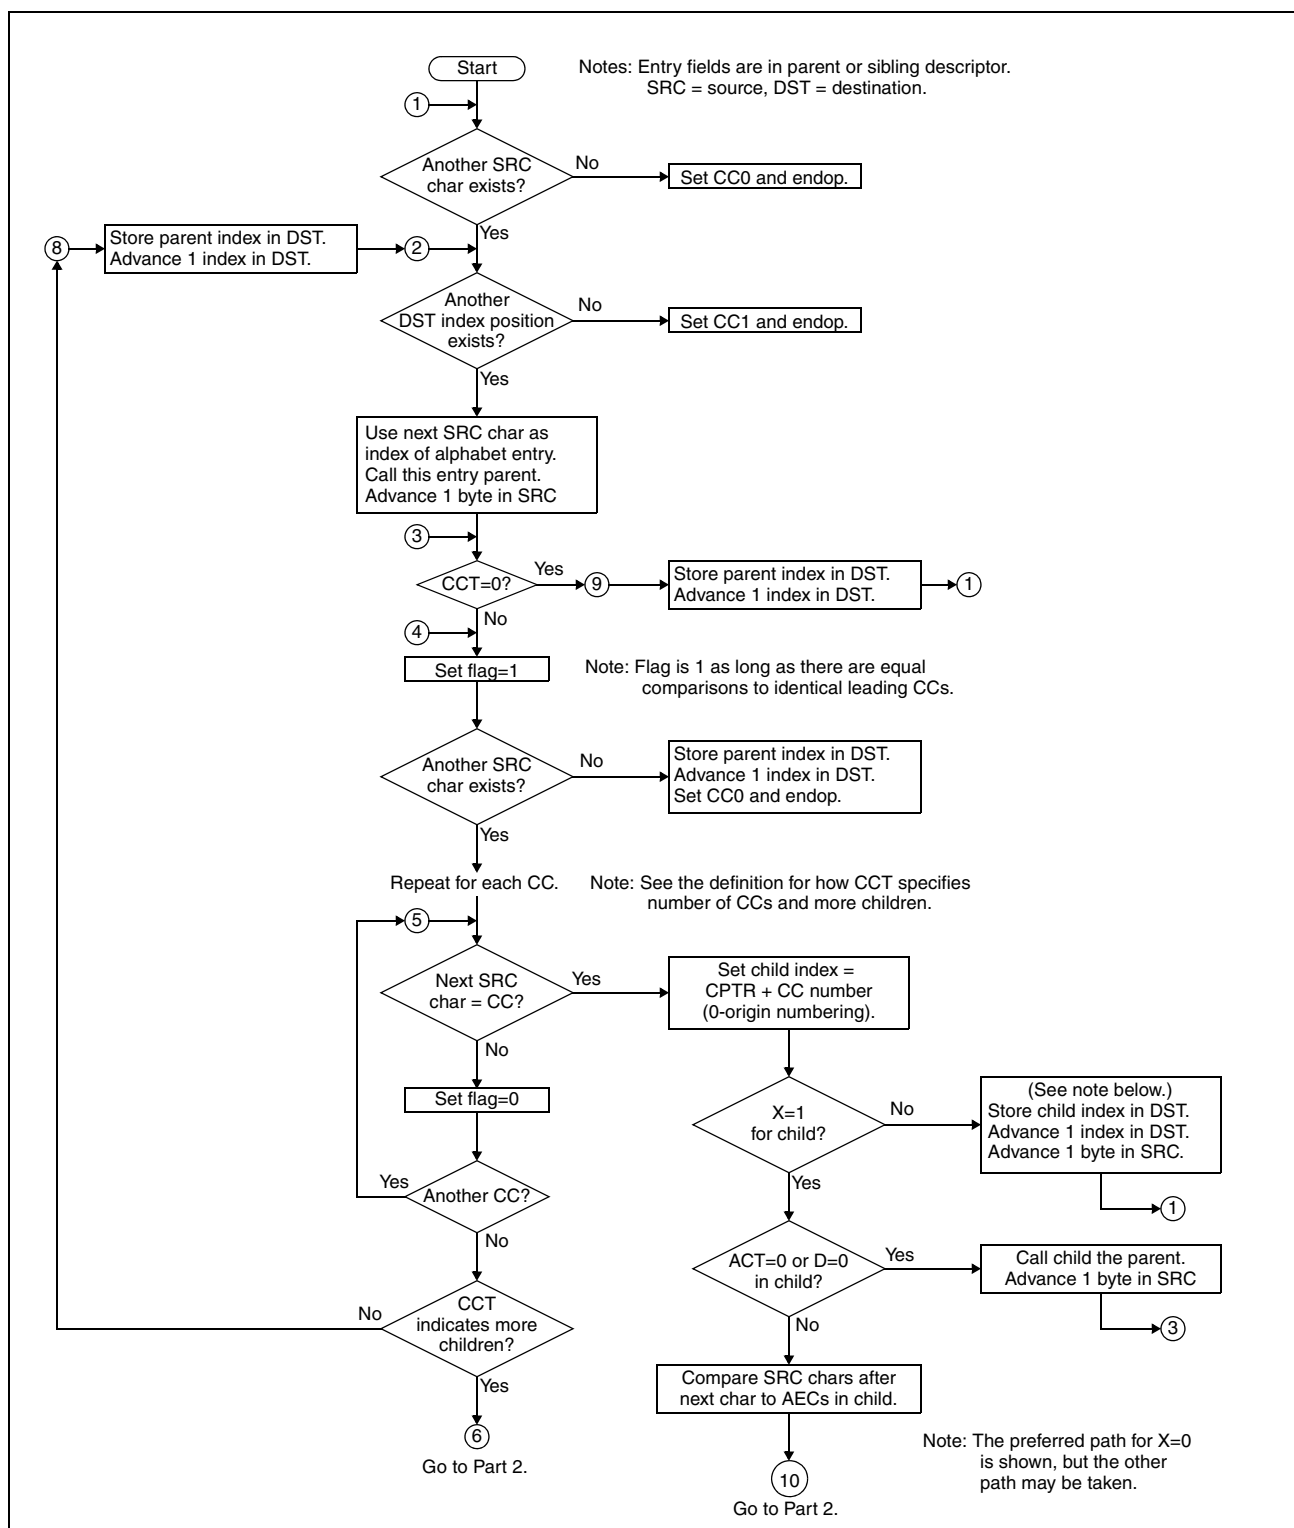 Start
Notes: Entry fields are in parent or sibling descriptor.
SRC = source, DST = destination.
1
Another SRC
char exists?
No
Set CC0 and endop.
Yes
8
Store parent index in DST.
Advance 1 index in DST.
2
Another
DST index position
exists?
No
Set CC1 and endop.
Yes
Use next SRC char as
index of alphabet entry.
Call this entry parent.
Advance 1 byte in SRC
3
CCT=0?
Yes
9
Store parent index in DST.
Advance 1 index in DST.
1
No
4
Set flag=1
Note: Flag is 1 as long as there are equal
comparisons to identical leading CCs.
Another SRC
char exists?
No
Store parent index in DST.
Advance 1 index in DST.
Set CC0 and endop.
Yes
Repeat for each CC.
Note: See the definition for how CCT specifies
number of CCs and more children.
5
Next SRC
char = CC?
Yes
Set child index =
CPTR + CC number
(0-origin numbering).
No
Set flag=0
X=1
for child?
No
(See note below.)
Store child index in DST.
Advance 1 index in DST.
Advance 1 byte in SRC.
Yes
1
Another CC?
Yes
No
ACT=0 or D=0
in child?
Yes
Call child the parent.
Advance 1 byte in SRC
No
3
CCT
indicates more
children?
No
Yes
Compare SRC chars after
next char to AECs in child.
6
Go to Part 2.
Note: The preferred path for X=0
is shown, but the other
path may be taken.
10
Go to Part 2.